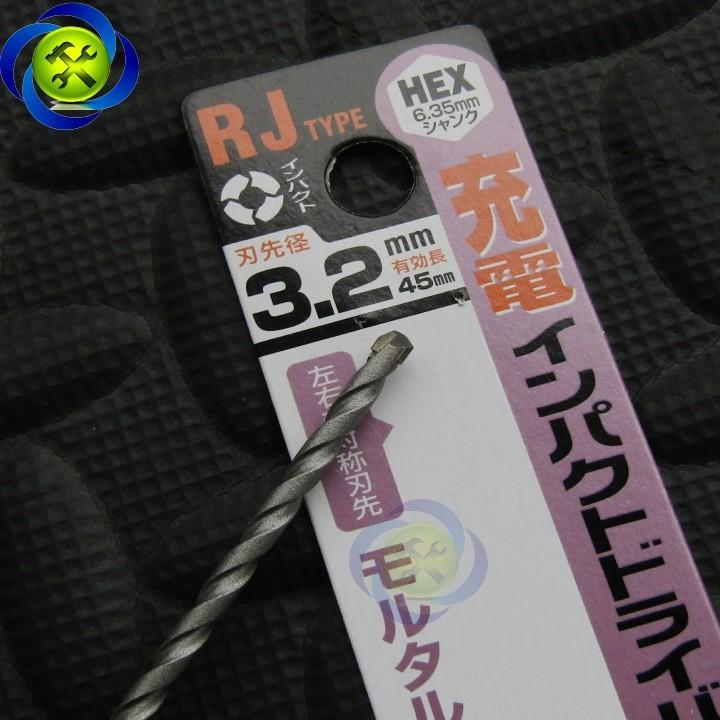 RJ TYPE
インパクト
HEX
6.35mm
シャンク
刃先径
3.2mm
有効長
45mm
充電
インパクトドライバ
左右
対称刃先
モルタル